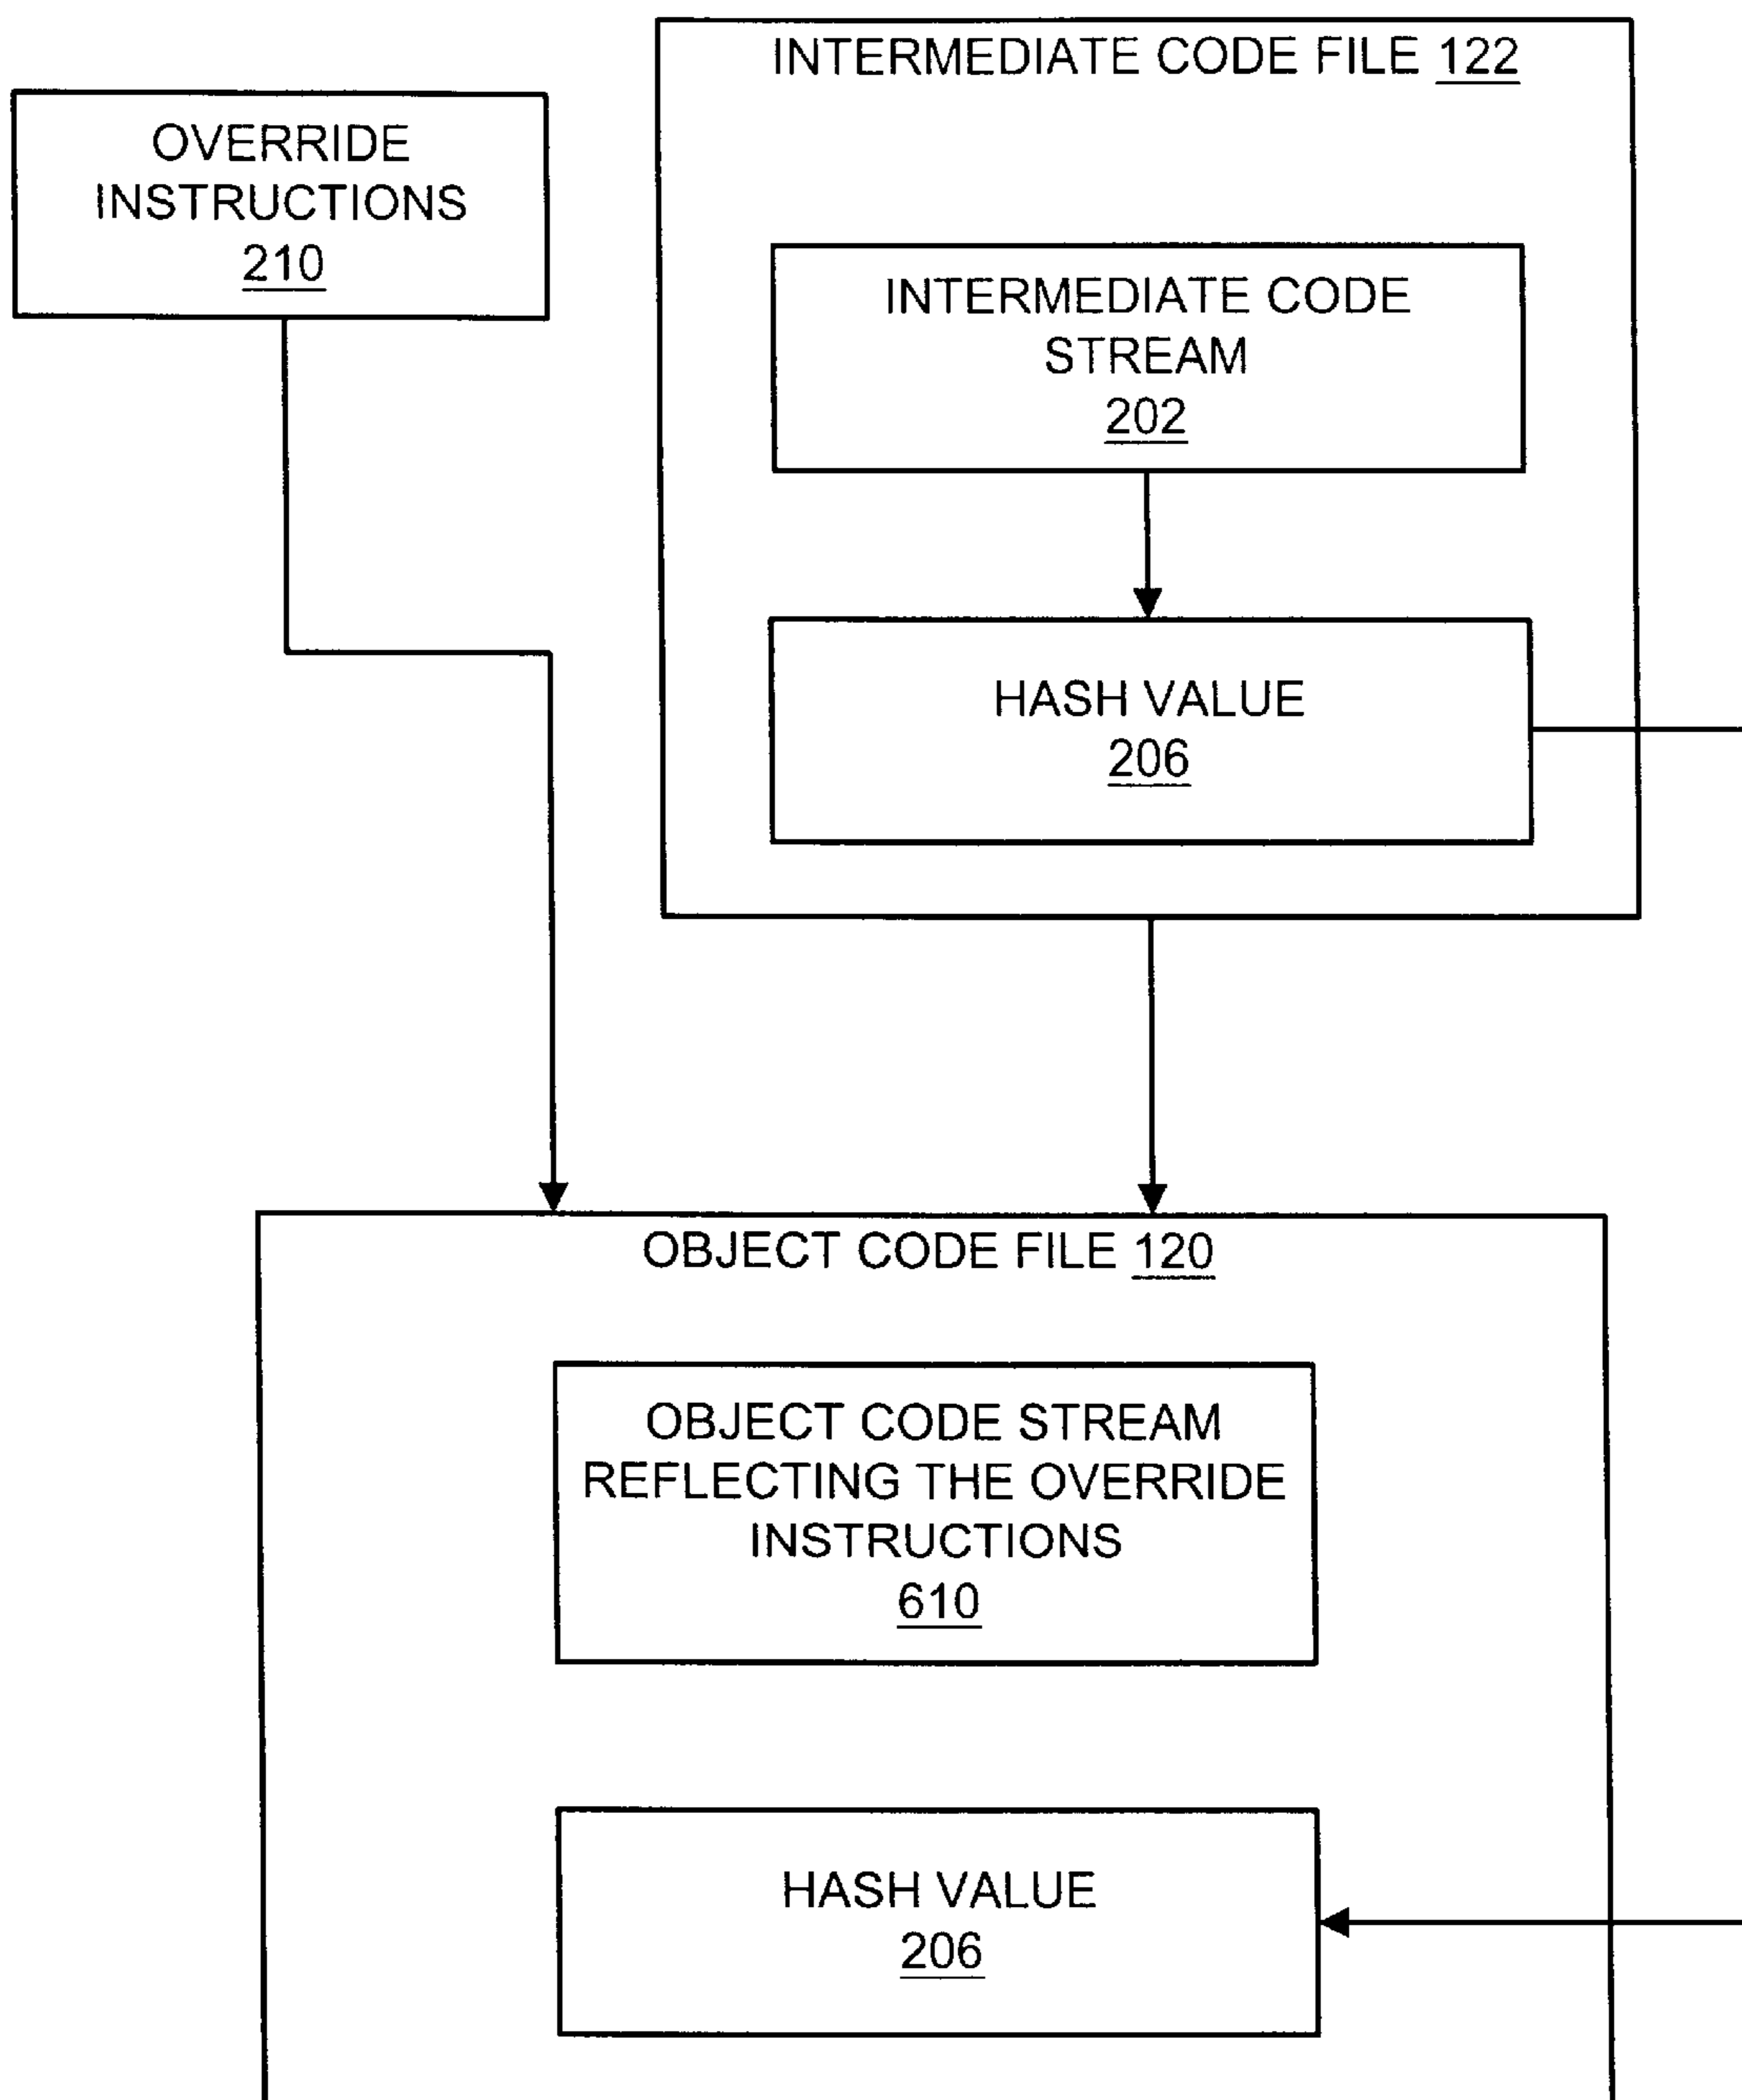 INTERMEDIATE CODE FILE 122
OVERRIDE
INSTRUCTIONS
210
INTERMEDIATE CODE
STREAM
202
HASH VALUE
206
OBJECT CODE FILE 120
OBJECT CODE STREAM
REFLECTING THE OVERRIDE
INSTRUCTIONS
610
HASH VALUE
206